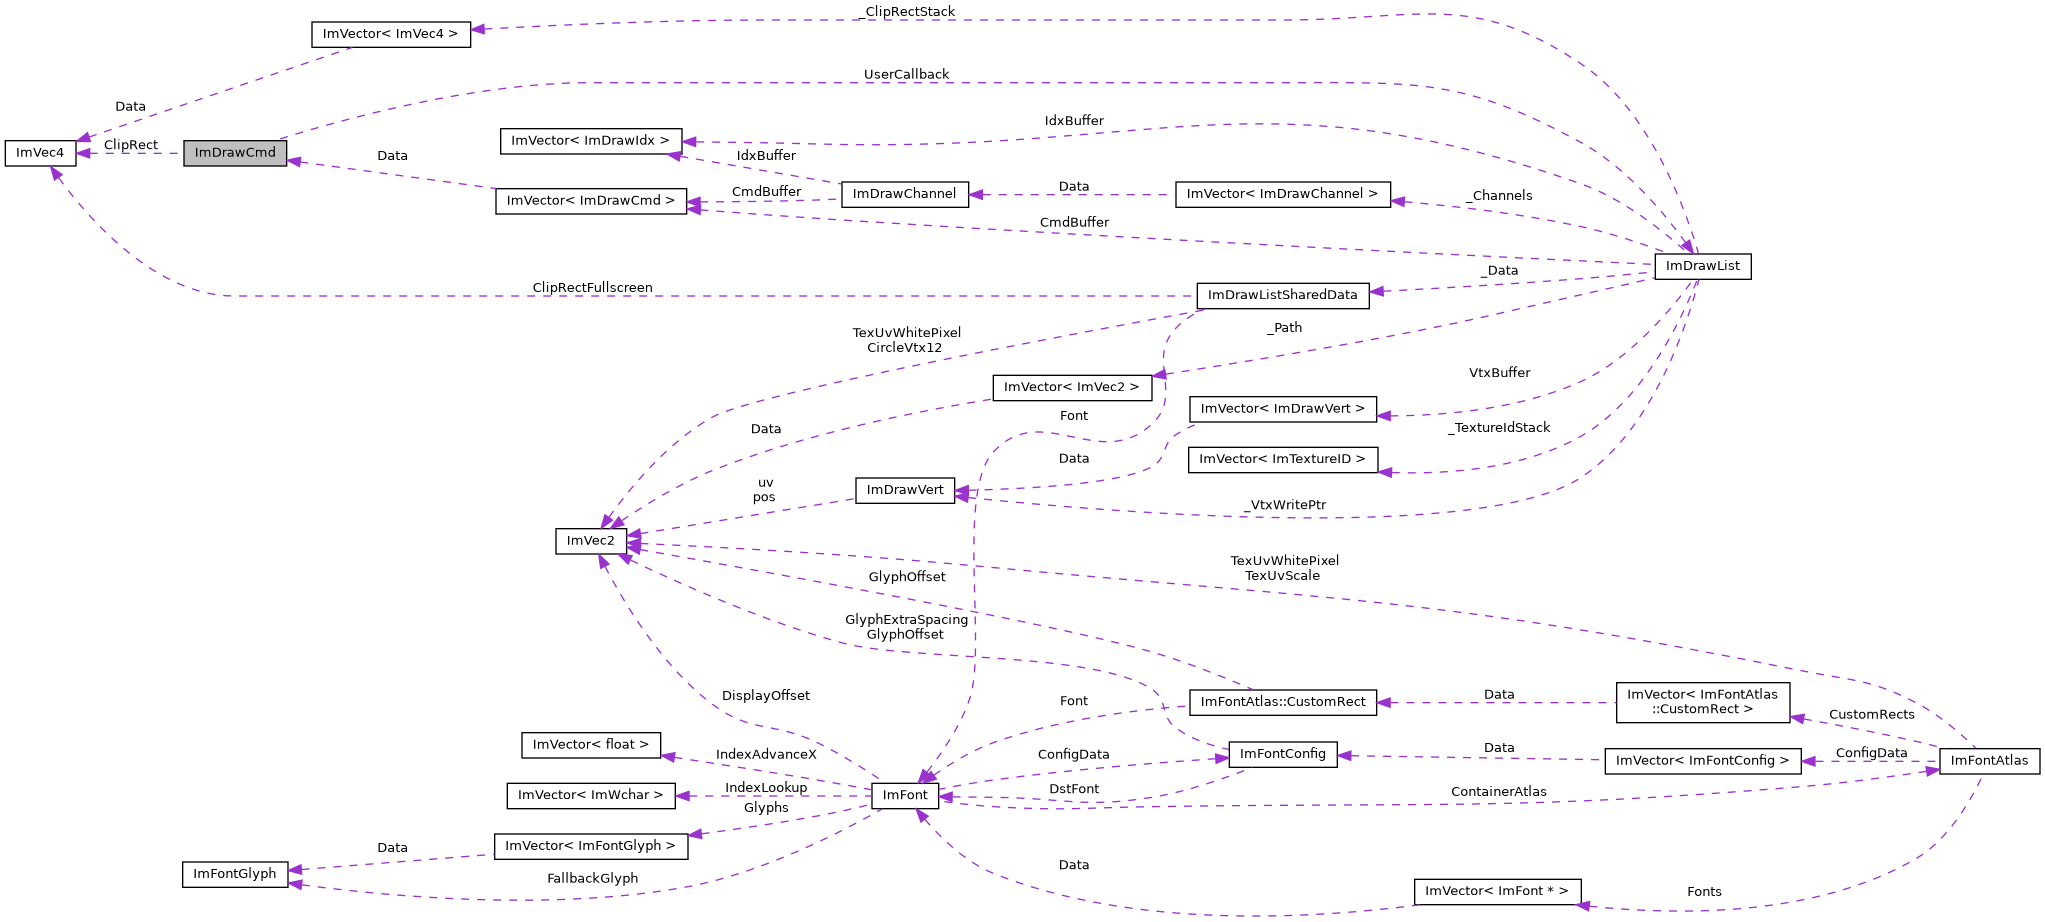 _ClipRectStack
ImVector< ImVec4 >
UserCallback
Data
IdxBuffer
ImVector< ImDrawIdx >
ClipRect
ImVec4
ImDrawCmd
Data
IdxBuffer
Data
CmdBuffer
ImDrawChannel
ImVector< ImDrawChannel >
_Channels
ImVector< ImDrawCmd >
CmdBuffer
ImDrawList
_Data
ClipRectFullscreen
ImDrawListSharedData
_Path
TexUvWhitePixel
CircleVtx12
VtxBuffer
ImVector< ImVec2 >
Font
ImVector< ImDrawVert >
Data
_TextureIdStack
Data
ImVector< ImTextureID >
uv
pos
ImDrawVert
_VtxWritePtr
ImVec2
TexUvWhitePixel
TexUvScale
GlyphOffset
GlyphExtraSpacing
GlyphOffset
DisplayOffset
Font
ImFontAtlas::CustomRect
Data
ImVector< ImFontAtlas
::CustomRect >
CustomRects
ImVector< float >
IndexAdvanceX
ConfigData
ImFontConfig
Data
ImVector< ImFontConfig >
ConfigData
ImFontAtlas
ImVector< ImWchar >
IndexLookup
ImFont
DstFont
ContainerAtlas
Glyphs
ImVector< ImFontGlyph >
Data
ImFontGlyph
FallbackGlyph
Data
ImVector< ImFont * >
Fonts